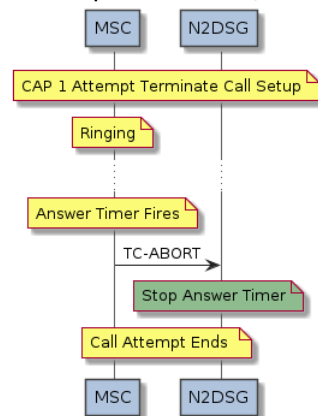 MSC
N2DSG
CAP 1 Attempt Terminate Call Setup
Ringing
Answer Timer Fires
TC-ABORT
Stop Answer Timer
Call Attempt Ends
MSC
N2DSG